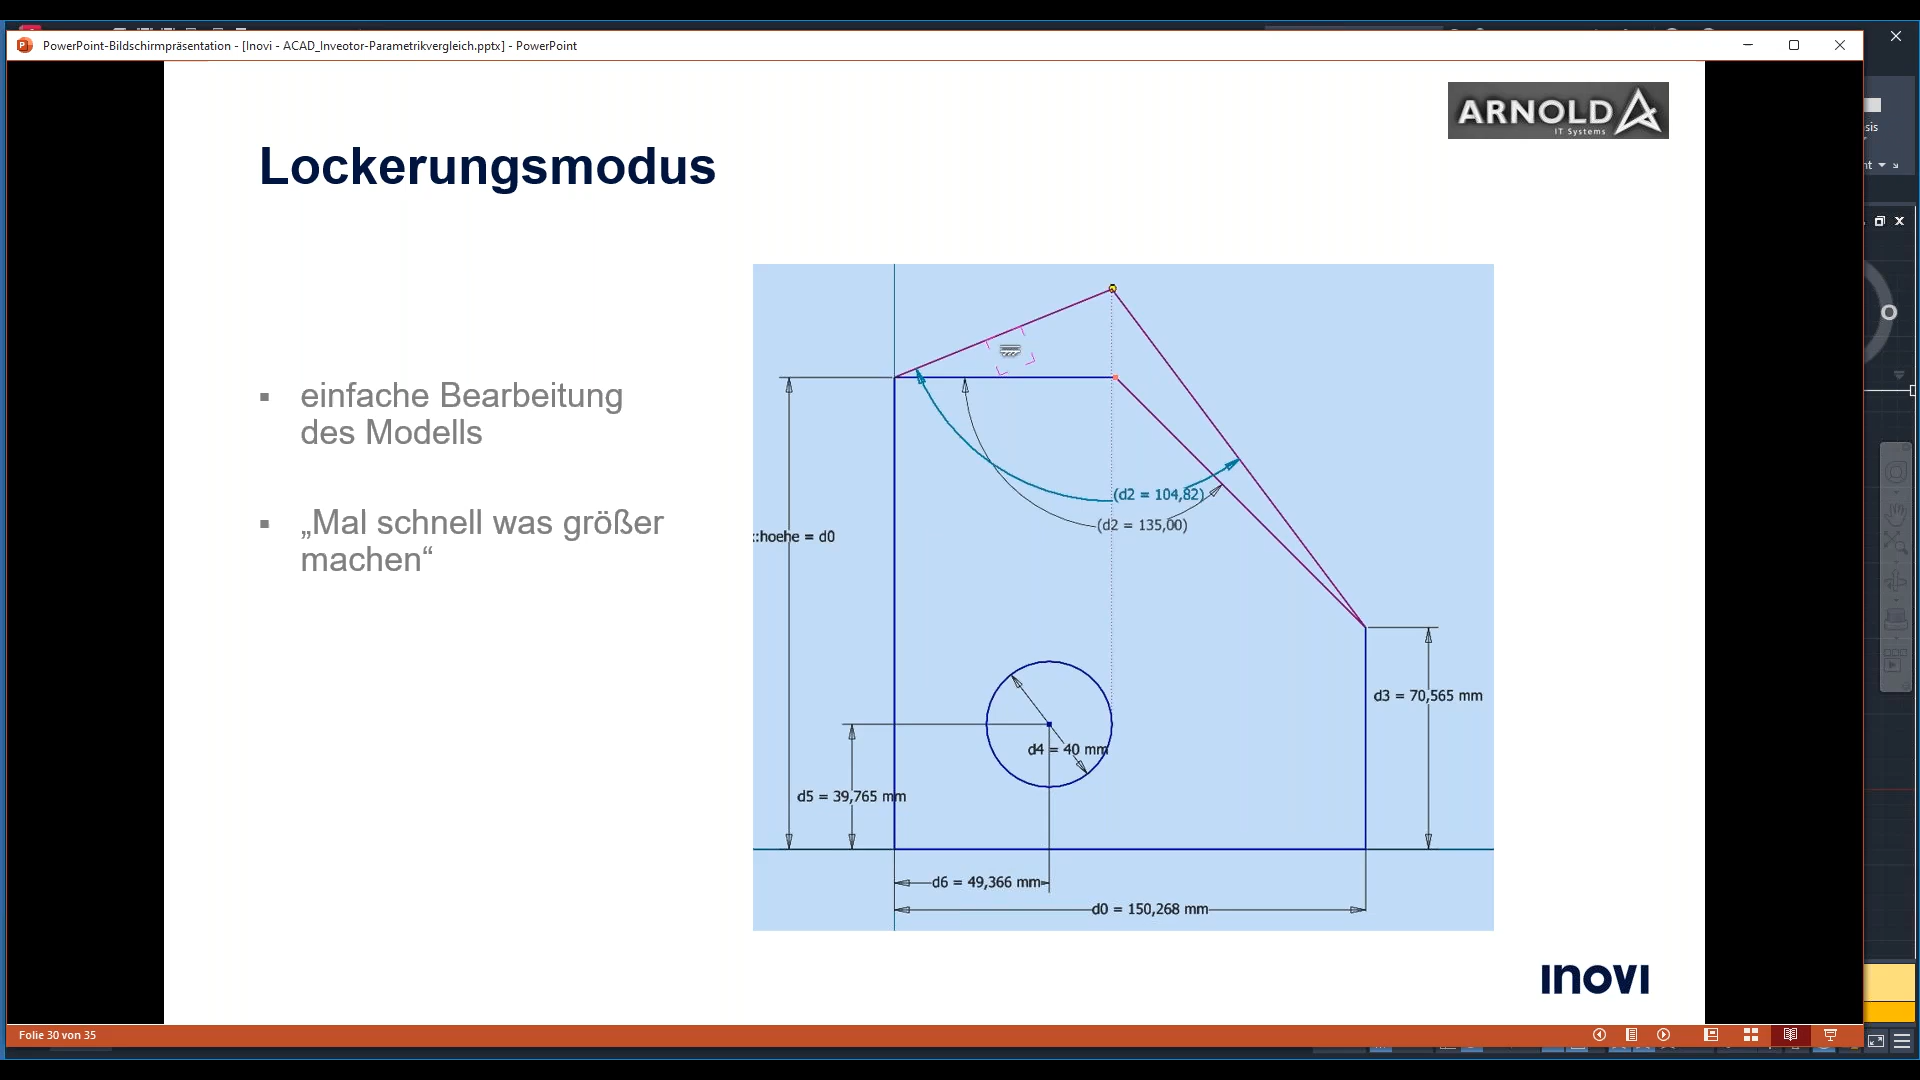 PowerPoint-Bildschirmpräsentation - [Inovi - ACAD_Inveotor-Parametrikvergleich.pptx] - PowerPoint
ARNOLD
IT Systems
Lockerungsmodus
▪ einfache Bearbeitung
des Modells
▪ „Mal schnell was größer
machen“
(d2 = 104,82)
(d2 = 135,00)
::hoehe = d0
d3 = 70,565 mm
d4 = 40 mm
d5 = 39,765 mm
d6 = 49,366 mm
d0 = 150,268 mm
INOVI
Folie 30 von 35
sis
nt
O